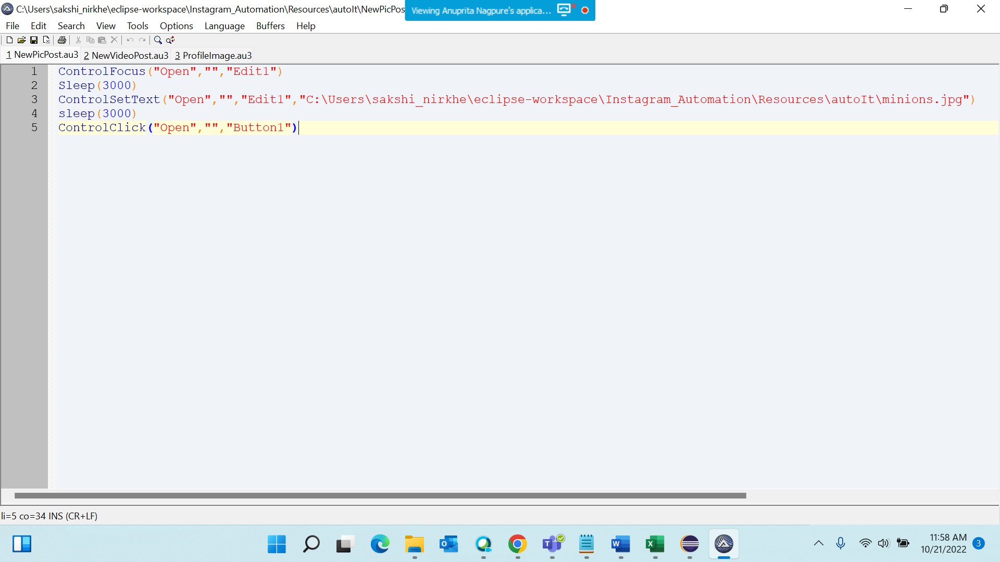 C:\Users\sakshi_nirkhe\eclipse-workspace\Instagram_Automation\Resources\autoIt\NewPicPos
Viewing Anuprita Nagpure's applica...
File Edit Search View Tools Options Language Buffers Help
1 NewPicPost.au3 2 NewVideoPost.au3 3 ProfileImage.au3
1 ControlFocus("Open","","Edit1")
2 Sleep(3000)
3 ControlSetText("Open","","Edit1","C:\Users\sakshi_nirkhe\eclipse-workspace\Instagram_Automation\Resources\autoIt\minions.jpg")
4 sleep(3000)
5 ControlClick("Open","","Button1")
li=5 co=34 INS (CR+LF)
11:58 AM
10/21/2022
3